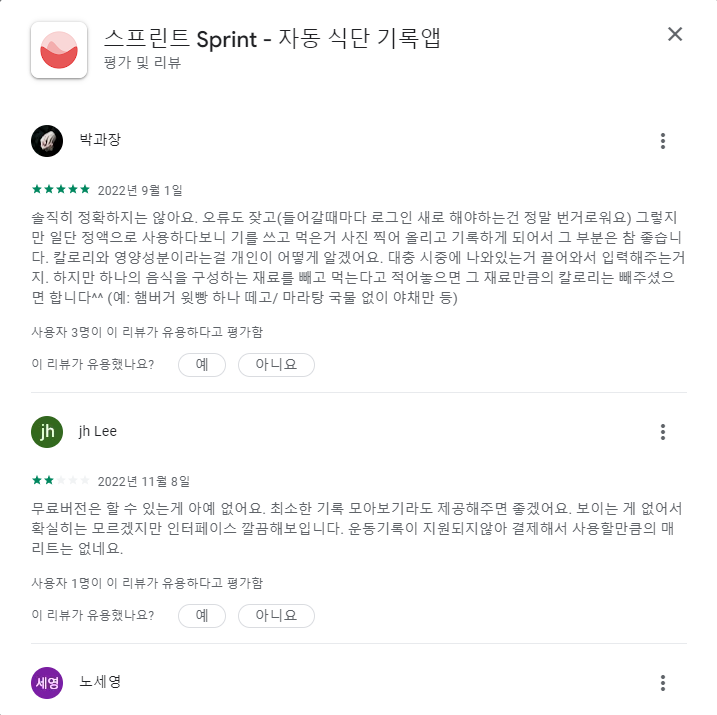 스프린트 Sprint - 자동 식단 기록앱
평가 및 리뷰
박과장
2022년 9월 1일
솔직히 정확하지는 않아요. 오류도 잦고(들어갈때마다 로그인 새로 해야하는건 정말 번거로워요) 그렇지
만 일단 정액으로 사용하다보니 기를 쓰고 먹은거 사진 찍어 올리고 기록하게 되어서 그 부분은 참 좋습니
다. 칼로리와 영양성분이라는걸 개인이 어떻게 알겠어요. 대충 시중에 나와있는거 끌어와서 입력해주는거
지. 하지만 하나의 음식을 구성하는 재료를 빼고 먹는다고 적어놓으면 그 재료만큼의 칼로리는 빼주셨으
면 합니다^^ (예: 햄버거 윗빵 하나 떼고/ 마라탕 국물 없이 야채만 등)
사용자 3명이 이 리뷰가 유용하다고 평가함
이 리뷰가 유용했나요? 예 아니요
jh jh Lee
2022년 11월 8일
무료버전은 할 수 있는게 아예 없어요. 최소한 기록 모아보기라도 제공해주면 좋겠어요. 보이는 게 없어서
확실히는 모르겠지만 인터페이스 깔끔해보입니다. 운동기록이 지원되지않아 결제해서 사용할만큼의 매
리트는 없네요.
사용자 1명이 이 리뷰가 유용하다고 평가함
이 리뷰가 유용했나요? 예 아니요
세영 노세영